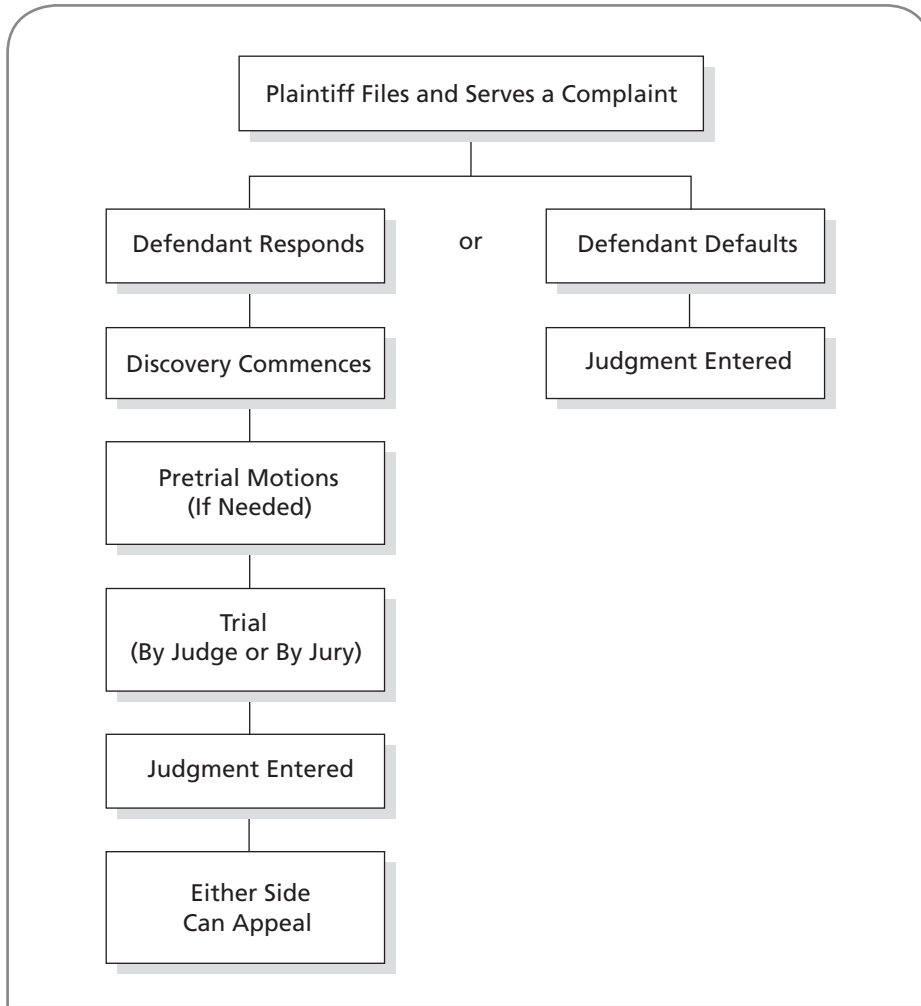 Plaintiff Files and Serves a Complaint
Defendant Responds
or
Defendant Defaults
Discovery Commences
Judgment Entered
Pretrial Motions
(If Needed)
Trial
(By Judge or By Jury)
Judgment Entered
Either Side
Can Appeal